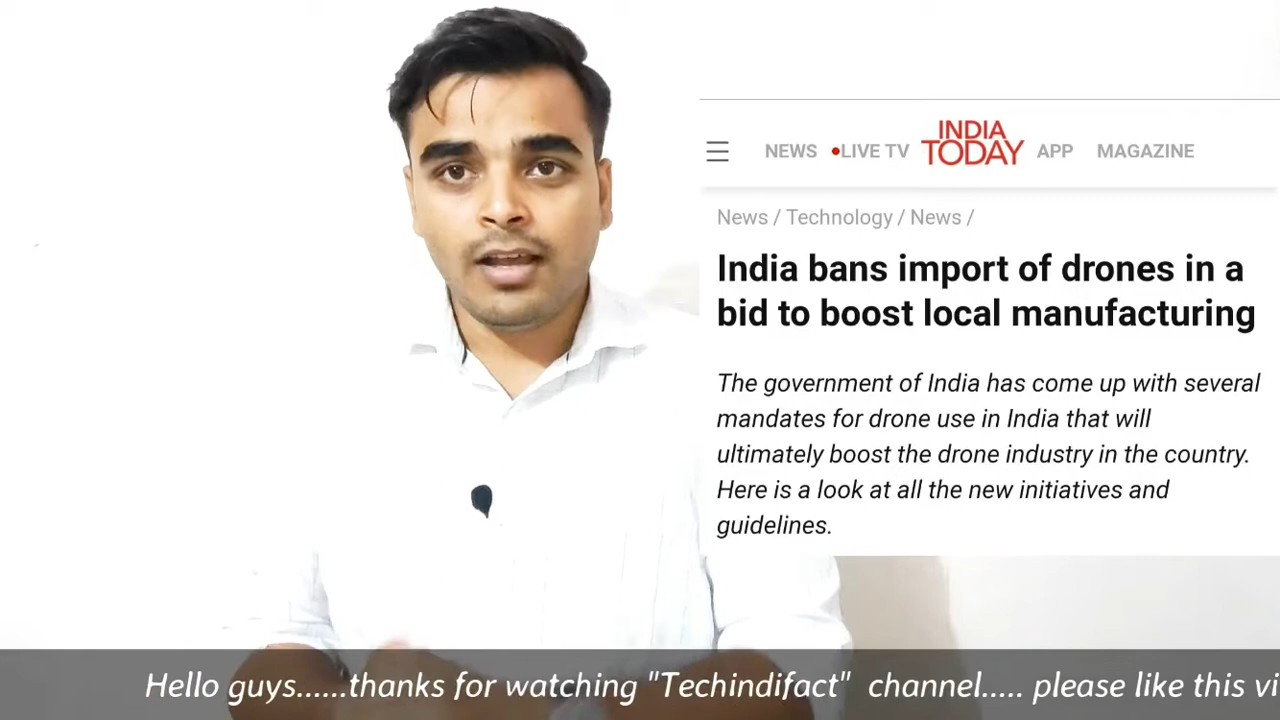 NEWS LIVE TV INDIA TODAY APP MAGAZINE
News / Technology / News /
India bans import of drones in a
bid to boost local manufacturing
The government of India has come up with several
mandates for drone use in India that will
ultimately boost the drone industry in the country.
Here is a look at all the new initiatives and
guidelines.
Hello guys......thanks for watching "Techindifact" channel..... please like this vi